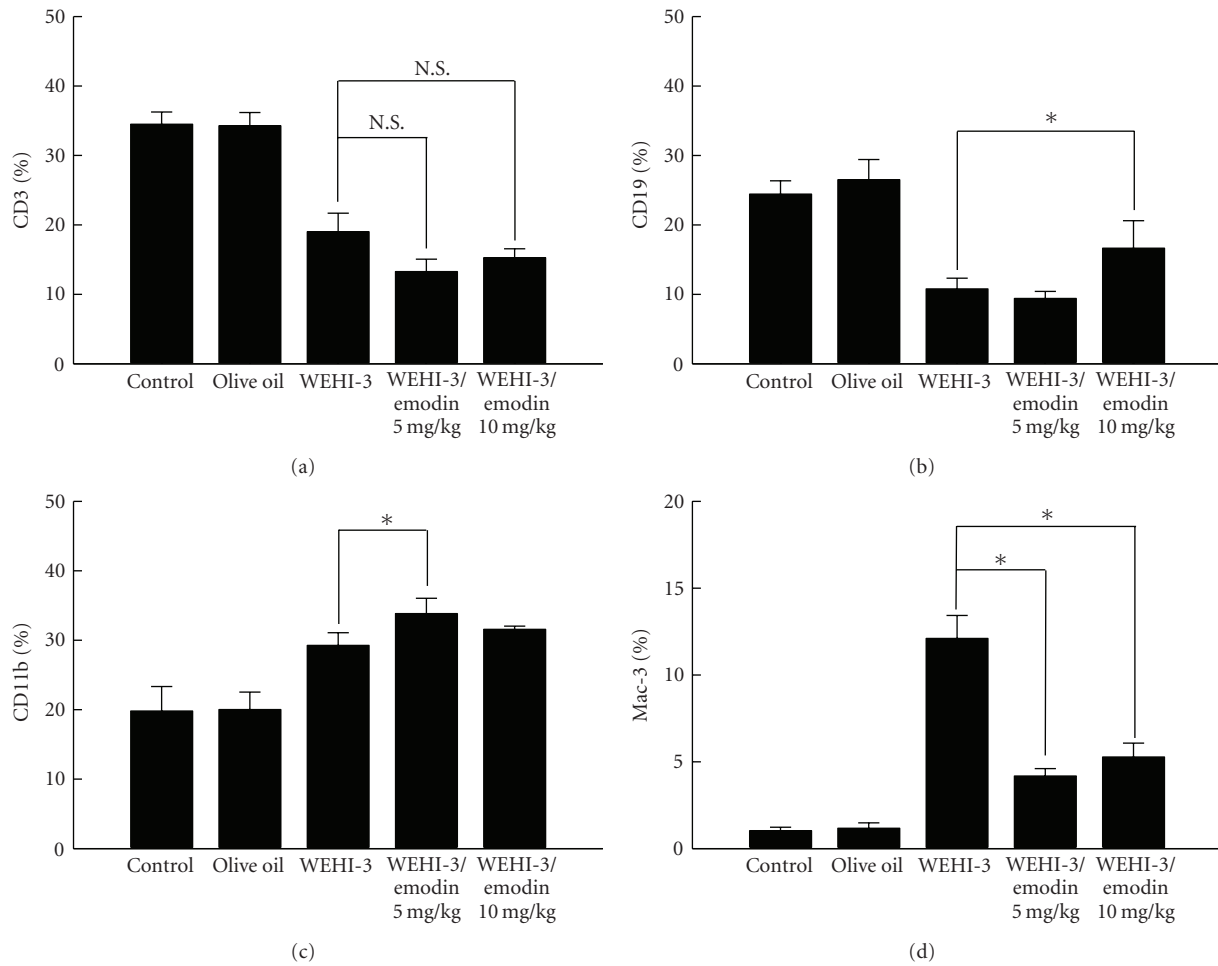 50
40
30
20
10
0
CD3 (%)
N.S.
N.S.
Control
Olive oil
WEHI-3
WEHI-3/
emodin
5 mg/kg
WEHI-3/
emodin
10 mg/kg
(a)
50
40
30
20
10
0
CD19 (%)
*
Control
Olive oil
WEHI-3
WEHI-3/
emodin
5 mg/kg
WEHI-3/
emodin
10 mg/kg
(b)
50
40
30
20
10
0
CD11b (%)
*
Control
Olive oil
WEHI-3
WEHI-3/
emodin
5 mg/kg
WEHI-3/
emodin
10 mg/kg
(c)
20
15
10
5
0
Mac-3 (%)
*
*
Control
Olive oil
WEHI-3
WEHI-3/
emodin
5 mg/kg
WEHI-3/
emodin
10 mg/kg
(d)